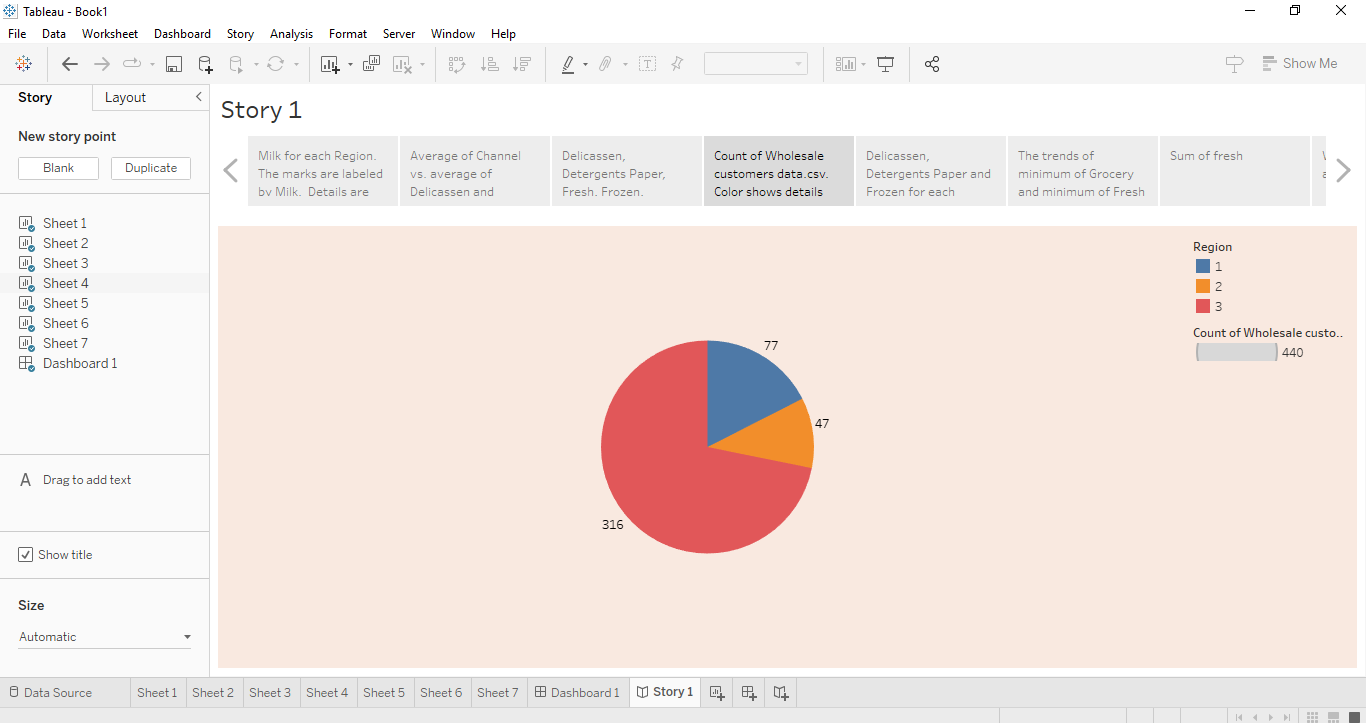 Tableau - Book1
File Data Worksheet Dashboard Story Analysis Format Server Window Help
Show Me
Story Layout
New story point
Blank Duplicate
Sheet 1
Sheet 2
Sheet 3
Sheet 4
Sheet 5
Sheet 6
Sheet 7
Dashboard 1
A Drag to add text
Show title
Size
Automatic
Story 1
Milk for each Region.
The marks are labeled
by Milk. Details are
Average of Channel
vs. average of
Delicassen and
Delicassen,
Detergents Paper,
Fresh, Frozen,
Count of Wholesale
customers data.csv.
Color shows details
Delicassen,
Detergents Paper and
Frozen for each
The trends of
minimum of Grocery
and minimum of Fresh
Sum of fresh
77
47
316
Region
1
2
3
Count of Wholesale custo..
440
Data Source Sheet 1 Sheet 2 Sheet 3 Sheet 4 Sheet 5 Sheet 6 Sheet 7 Dashboard 1 Story 1